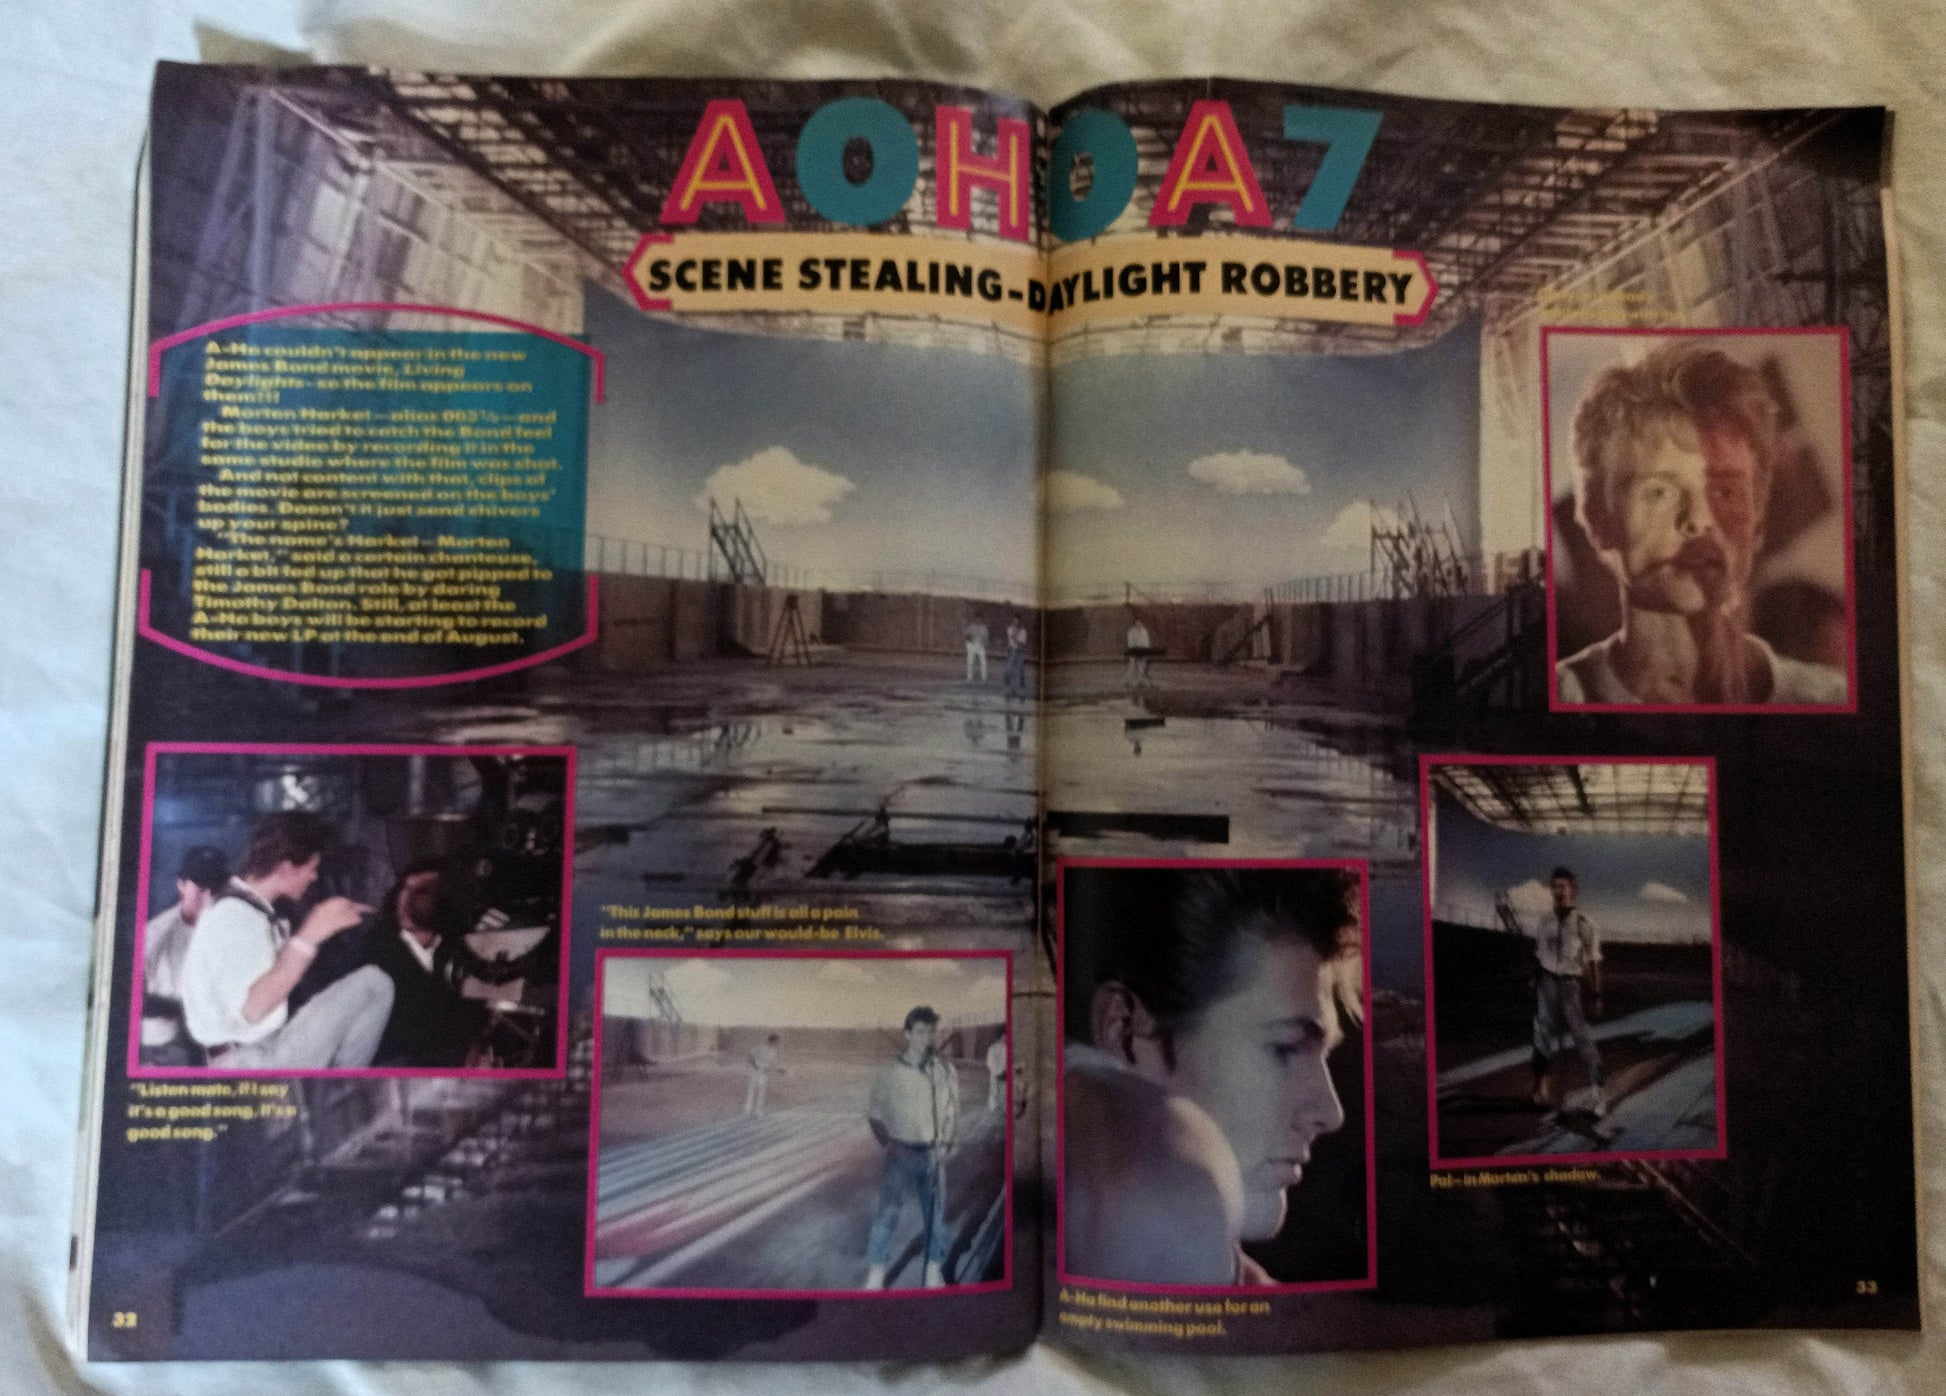 AOHOA7
SCENE STEALING-DAYLIGHT ROBBERY
A-Ha couldn't appear in the new
James Bond movie, Living
Daylights - so the film appears on
them!!!
Morten Harket — alias 003½ — and
the boys tried to catch the Bond feel
for the video by recording it in the
same studio where the film was shot.
And not content with that, clips of
the movie are screened on the boys'
bodies. Doesn't it just send shivers
up your spine?
"The name's Harket — Morten
Harket," said a certain chanteuse,
still a bit fed up that he got pipped to
the James Bond role by daring
Timothy Dalton. Still, at least the
A-Ha boys will be starting to record
their new LP at the end of August.
"Listen mate, if I say
it's a good song, it's a
good song."
"This James Bond stuff is all a pain
in the neck," says our would-be Elvis.
A-Ha find another use for an
empty swimming pool.
Pal - in Morten's shadow.
32
33